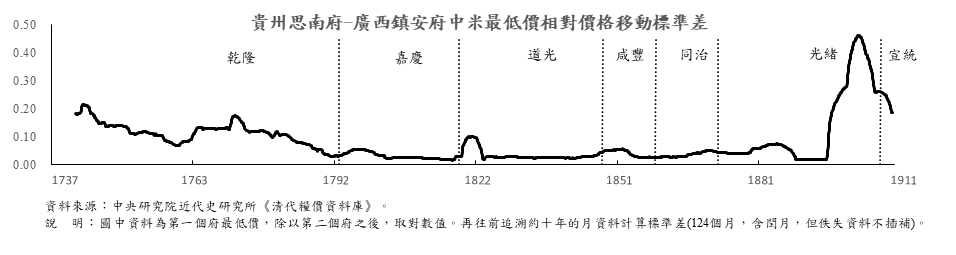 貴州思南府-廣西鎮安府中米最低價相對價格移動標準差
0.50
0.40
0.30
0.20
0.10
0.00
乾隆 嘉慶 道光 咸豐 同治 光緒 宣統
1737 1763 1792 1822 1851 1881 1911
資料來源：中央研究院近代史研究所《清代糧價資料庫》。
說　明：圖中資料為第一個府最低價，除以第二個府之後，取對數值。再往前追溯約十年的月資料計算標準差(124個月，含閏月，但佚失資料不插補)。